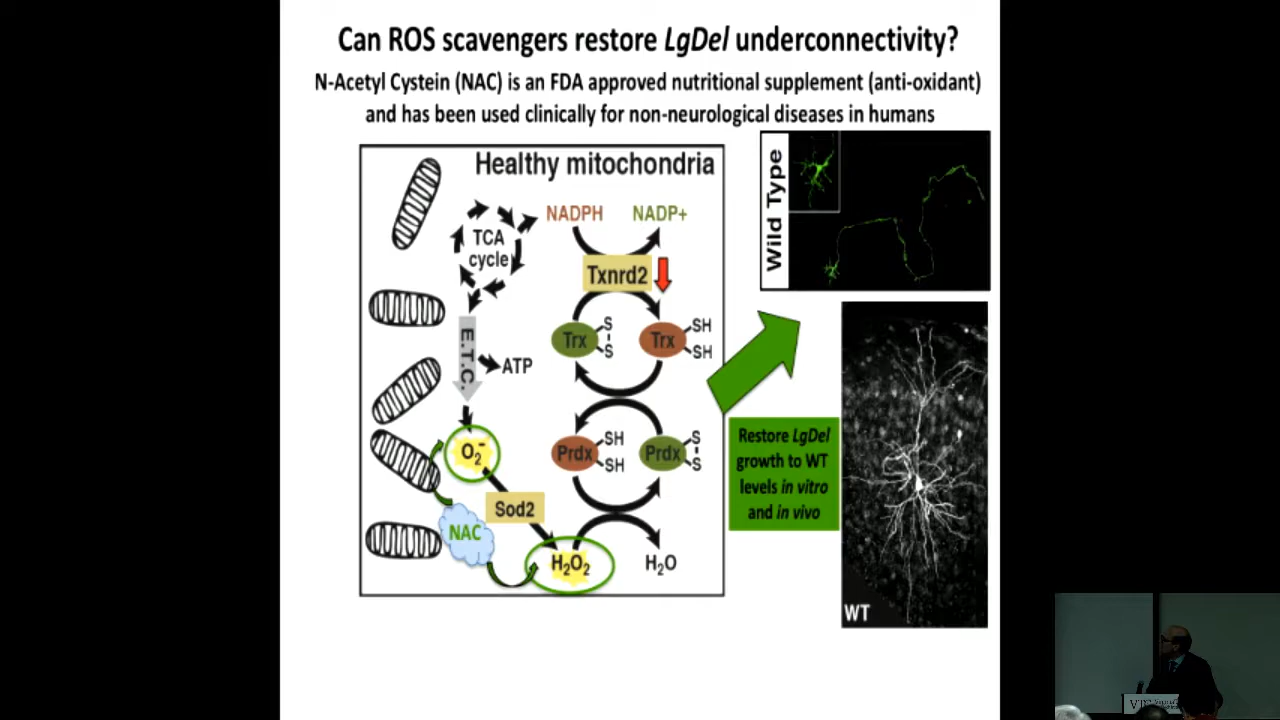 Can ROS scavengers restore LgDel underconnectivity?
N-Acetyl Cystein (NAC) is an FDA approved nutritional supplement (anti-oxidant)
and has been used clinically for non-neurological diseases in humans
Healthy mitochondria
NADPH
NADP+
TCA
cycle
Txnrd2
E.T.C.
ATP
Trx
S
S
Trx
SH
SH
O2-
Prdx
SH
SH
Prdx
S
S
Sod2
NAC
H2O2
H2O
Wild Type
Restore LgDel
growth to WT
levels in vitro
and in vivo
WT